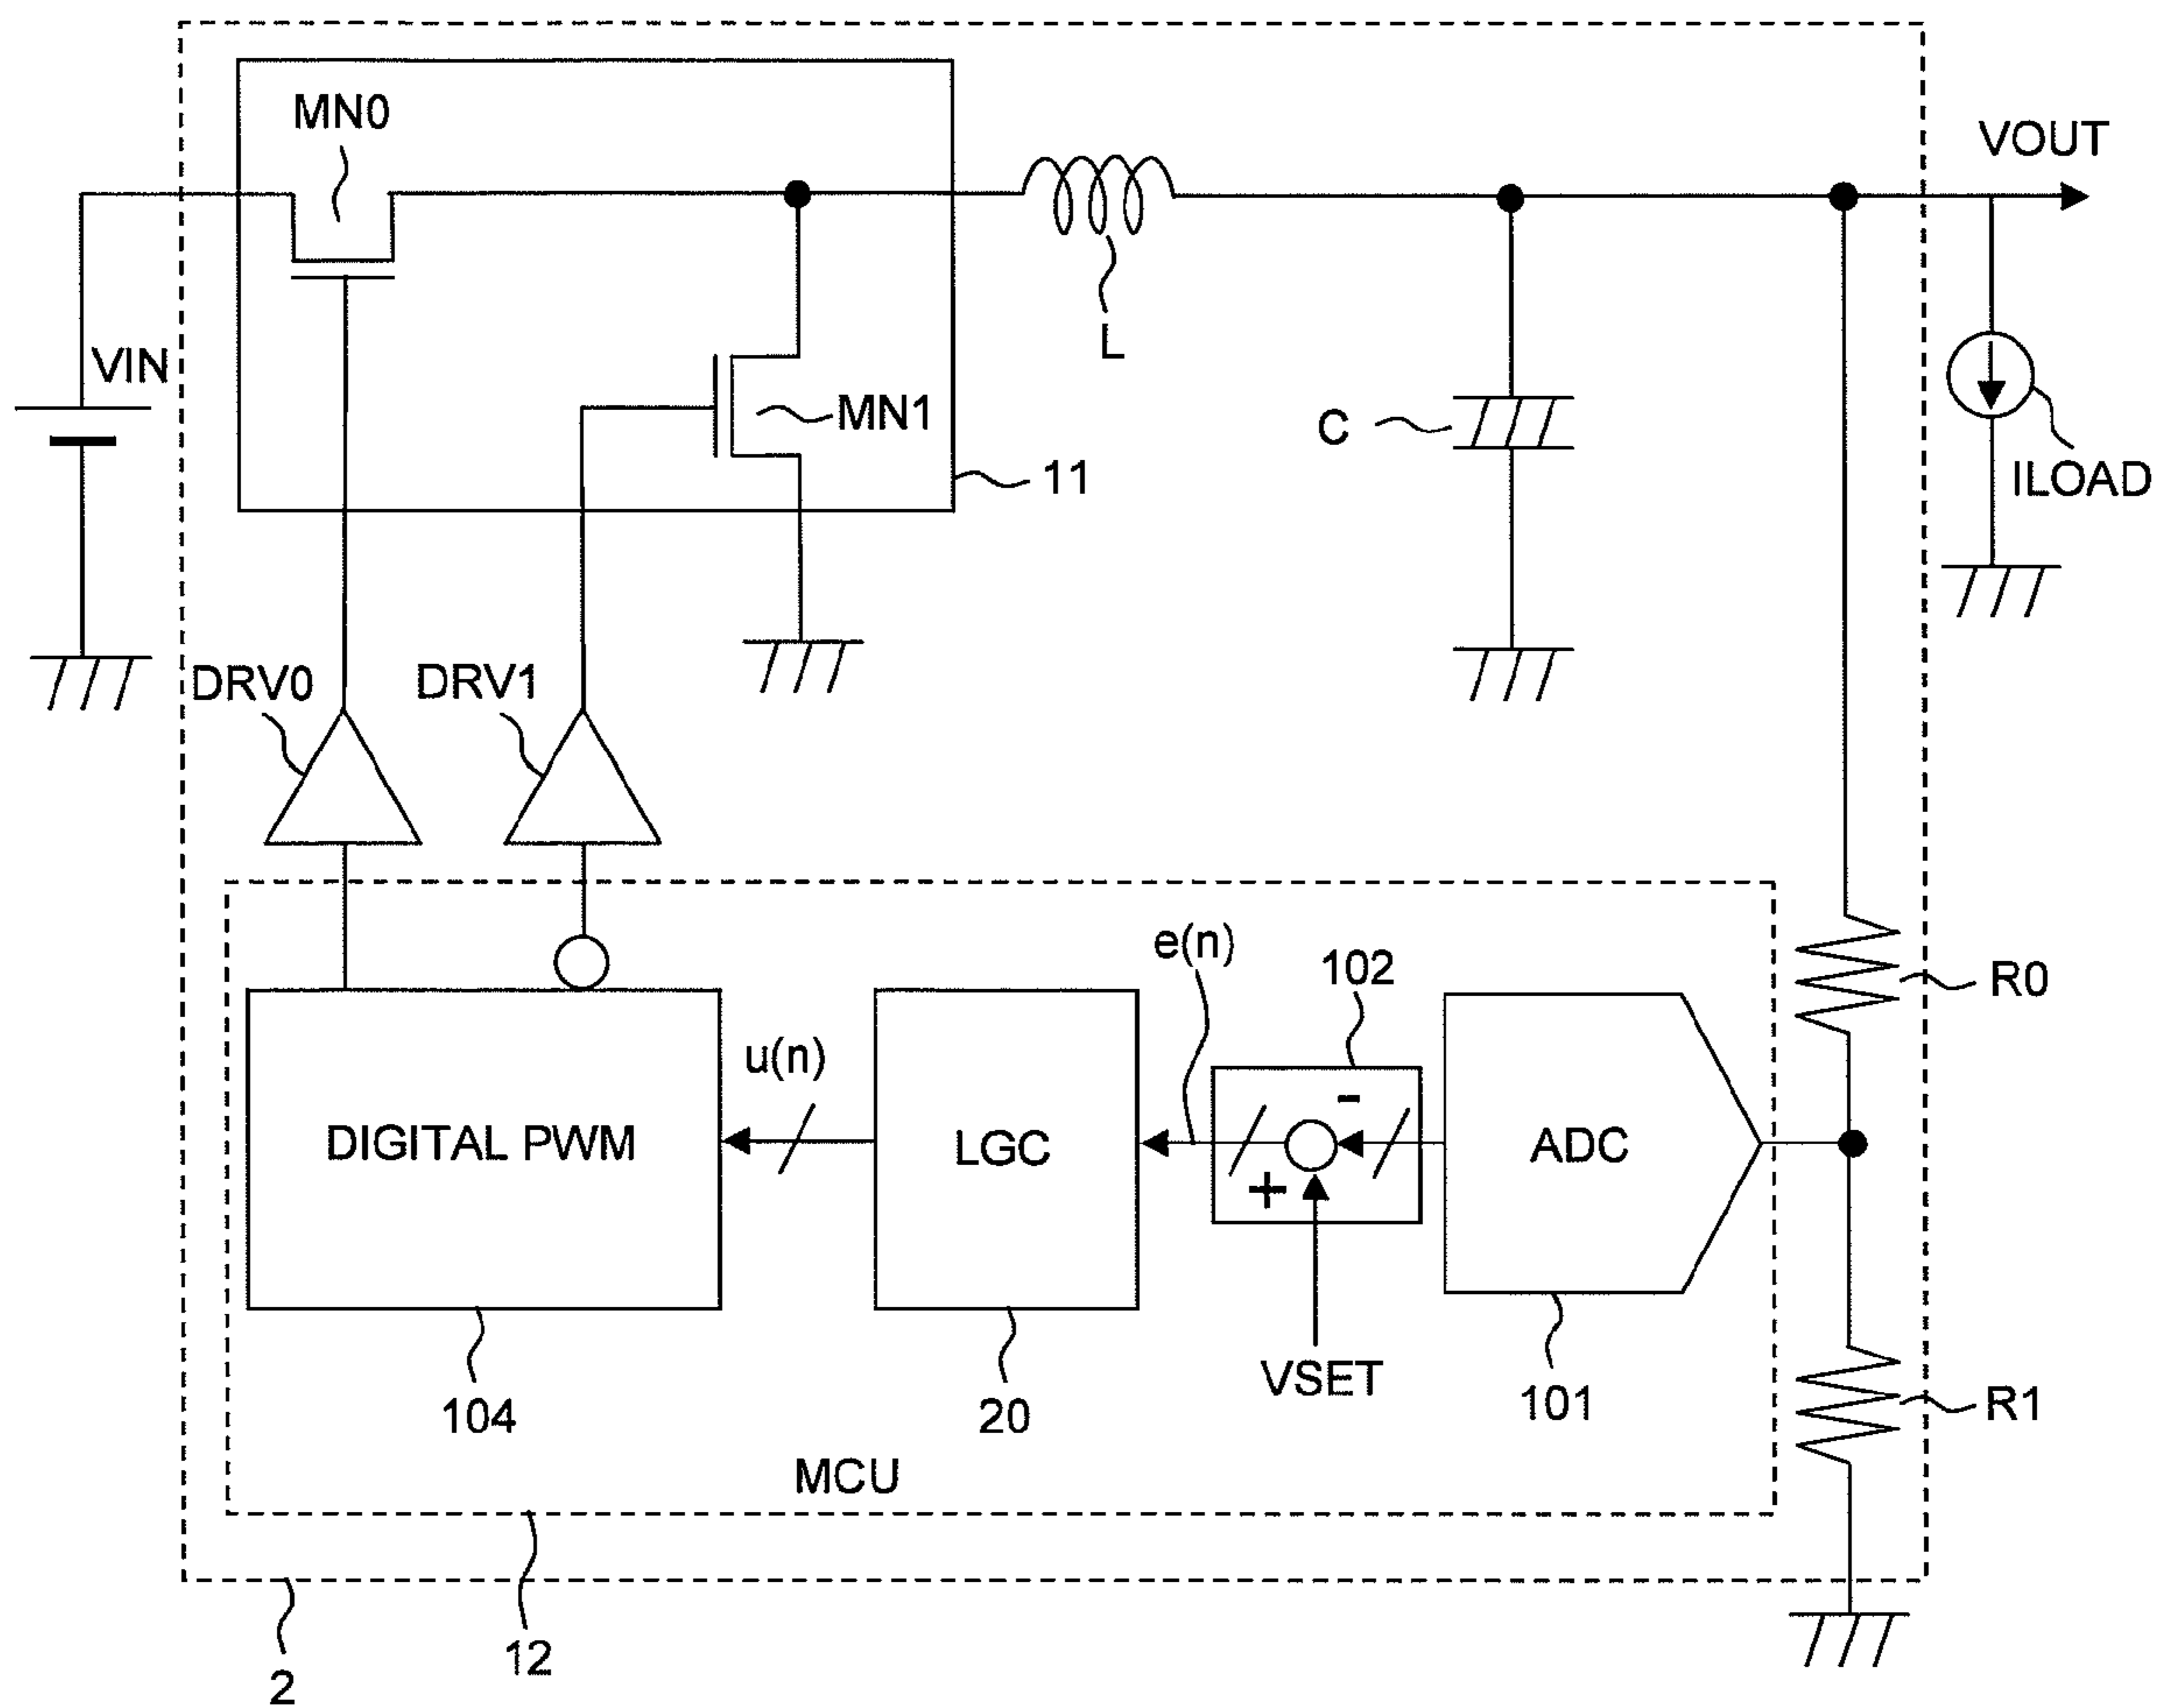 MN0
VOUT
VIN
L
MN1
C
11
ILOAD
DRV0
DRV1
e(n)
102
R0
u(n)
-
DIGITAL PWM
LGC
ADC
+
VSET
104
20
101
R1
MCU
12
2